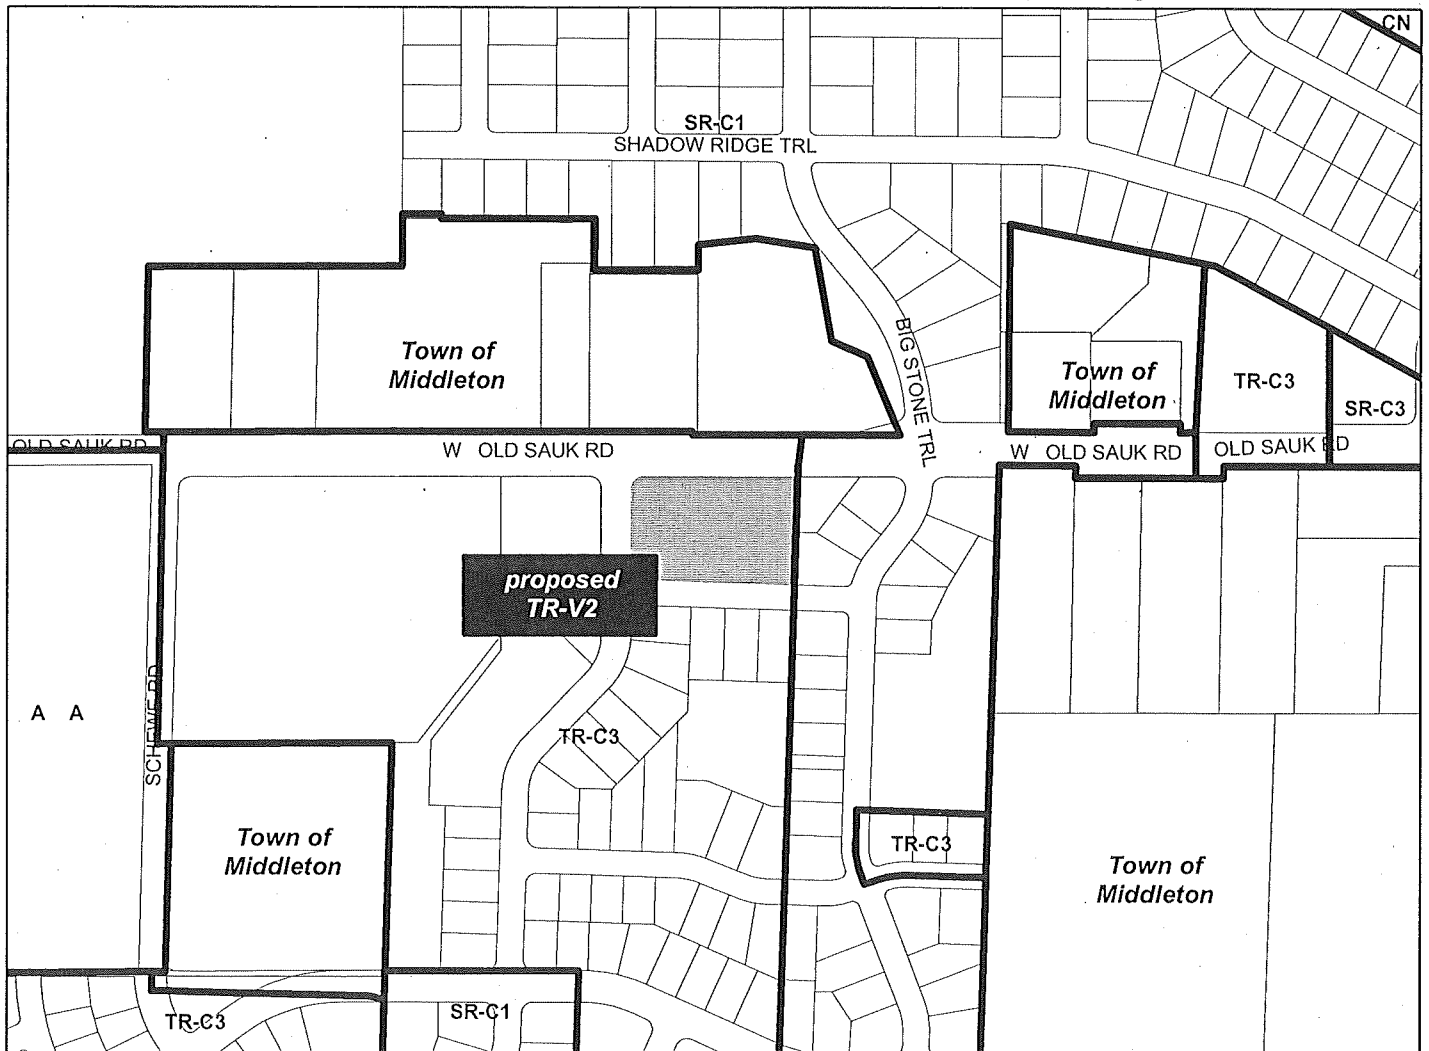 CN
SR-C1
SHADOW RIDGE TRL
BIG STONE TRL
Town of
Middleton
Town of
Middleton
TR-C3
SR-C3
OLD SAUK RD
W OLD SAUK RD
W OLD SAUK RD
OLD SAUK RD
proposed
TR-V2
A A
SCHEWE RD
TR-C3
Town of
Middleton
TR-C3
Town of
Middleton
TR-C3
SR-C1